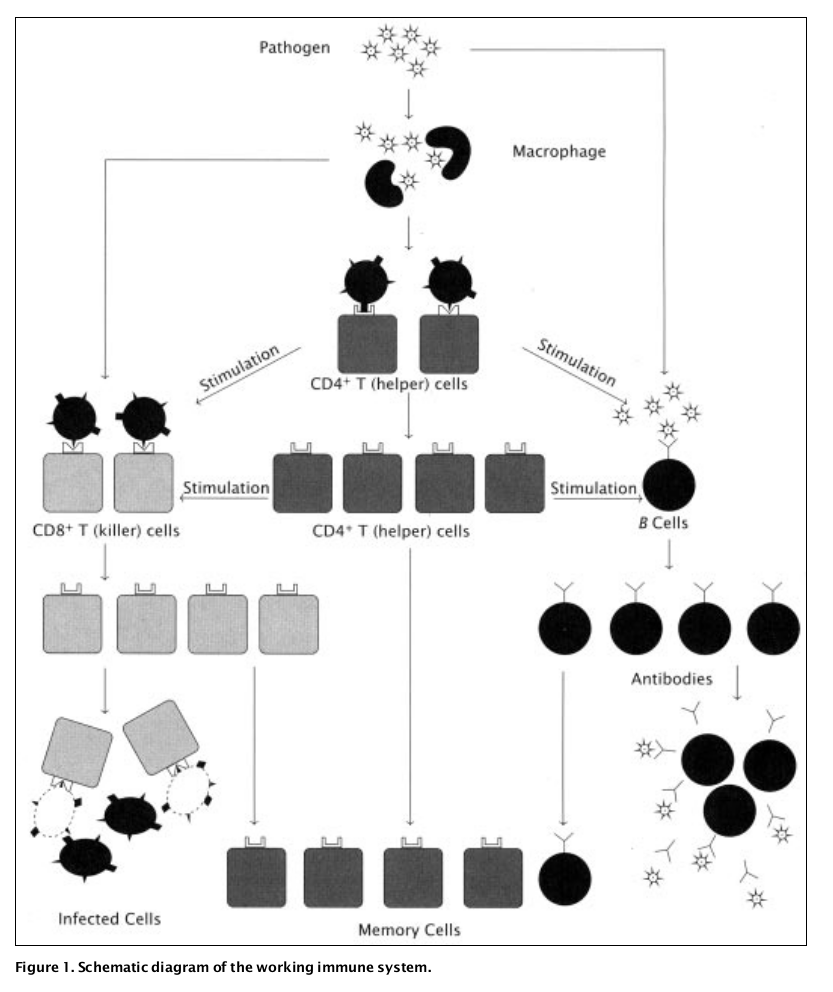 Pathogen
Macrophage
Stimulation
Stimulation
CD4+ T (helper) cells
Stimulation
Stimulation
CD8+ T (killer) cells
CD4+ T (helper) cells
B Cells
Antibodies
Infected Cells
Memory Cells
Figure 1. Schematic diagram of the working immune system.